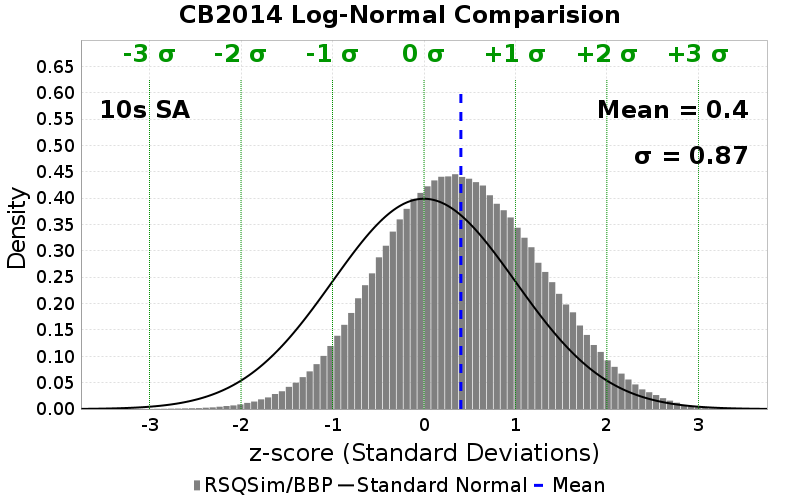 CB2014 Log-Normal Comparision
-3 σ -2 σ -1 σ 0 σ +1 σ +2 σ +3 σ
10s SA
Mean = 0.4
σ = 0.87
0.65
0.60
0.55
0.50
0.45
0.40
0.35
0.30
0.25
0.20
0.15
0.10
0.05
0.00
Density
-3 -2 -1 0 1 2 3
z-score (Standard Deviations)
RSQSim/BBP Standard Normal Mean